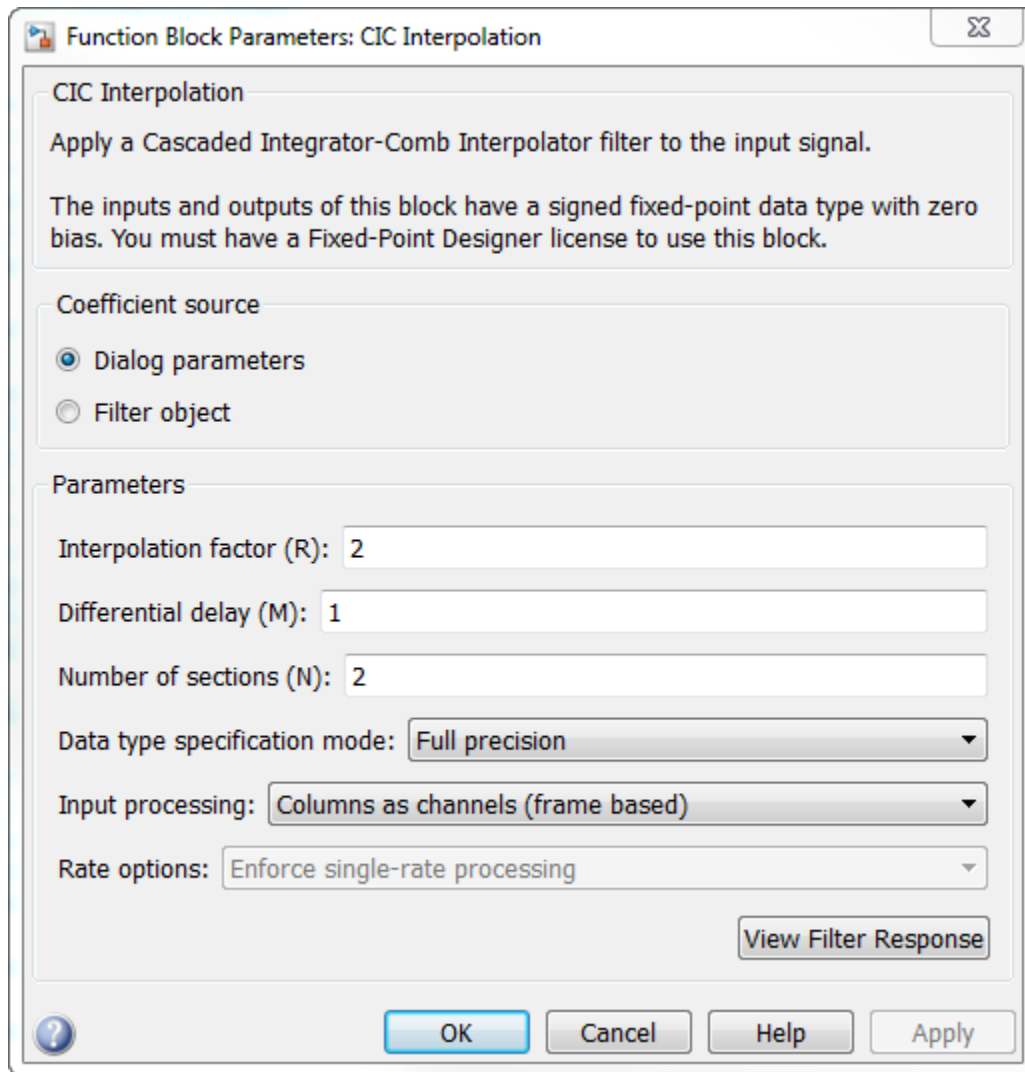 Function Block Parameters: CIC Interpolation
CIC Interpolation
Apply a Cascaded Integrator-Comb Interpolator filter to the input signal.
The inputs and outputs of this block have a signed fixed-point data type with zero
bias. You must have a Fixed-Point Designer license to use this block.
Coefficient source
Dialog parameters
Filter object
Parameters
Interpolation factor (R): 2
Differential delay (M): 1
Number of sections (N): 2
Data type specification mode: Full precision
Input processing: Columns as channels (frame based)
Rate options: Enforce single-rate processing
View Filter Response
? OK Cancel Help Apply